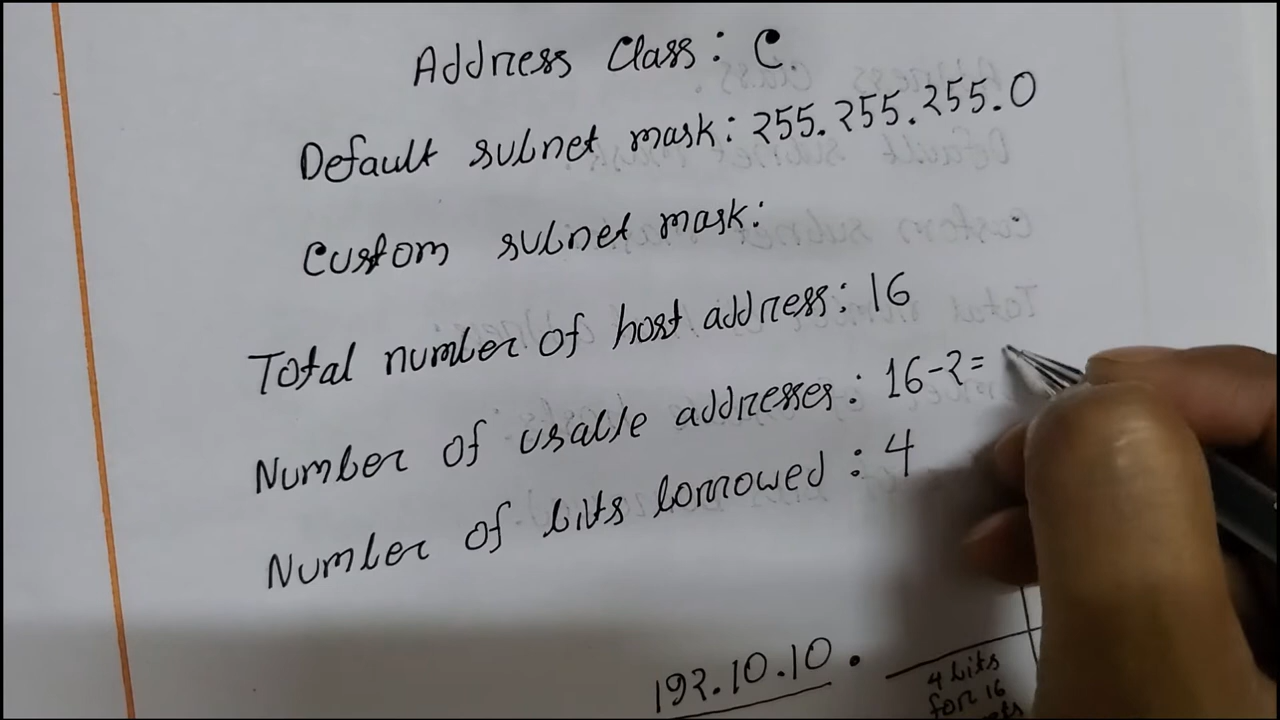 Address Class: C
Default subnet mask: 255.255.255.0
Custom subnet mask:
Total number of host address: 16
Number of usable addresses: 16-2=
Number of bits borrowed: 4
192.10.10.
4 bits
for 16